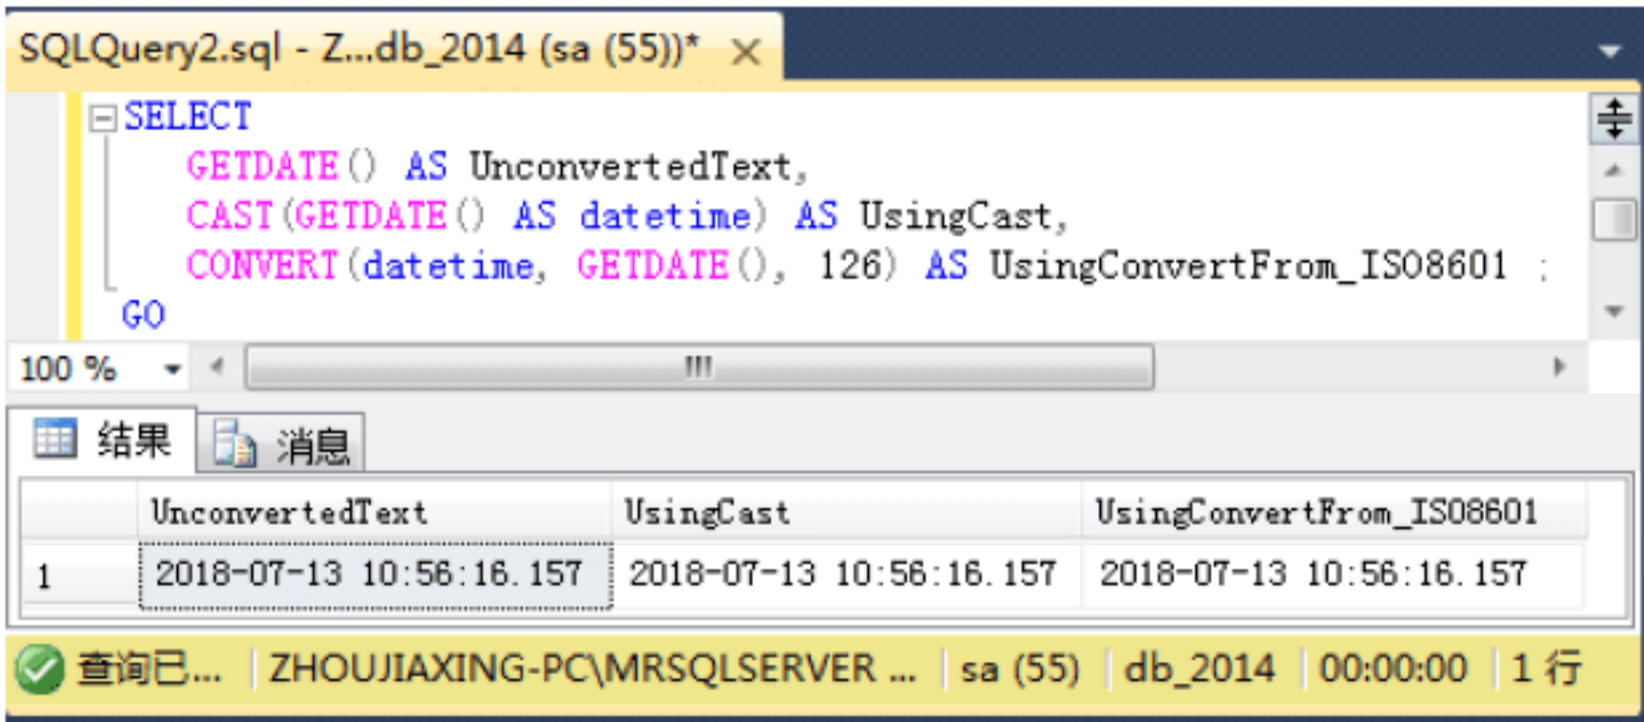 SQLQuery2.sql - Z...db_2014 (sa (55))*
SELECT
GETDATE() AS UnconvertedText,
CAST(GETDATE() AS datetime) AS UsingCast,
CONVERT(datetime, GETDATE(), 126) AS UsingConvertFrom_ISO8601 ;
GO
100 %
结果 消息
UnconvertedText UsingCast UsingConvertFrom_ISO8601
1 2018-07-13 10:56:16.157 2018-07-13 10:56:16.157 2018-07-13 10:56:16.157
查询已... ZHOUJIAXING-PC\MRSQLSERVER ... sa (55) db_2014 00:00:00 1 行